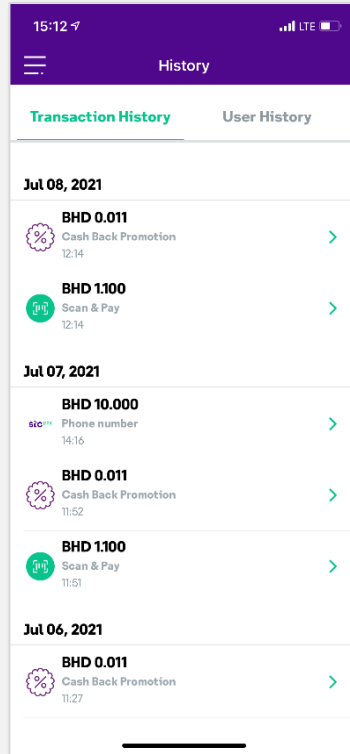 15:12
LTE
History
Transaction History
User History
Jul 08, 2021
BHD 0.011
Cash Back Promotion
12:14
BHD 1.100
Scan & Pay
12:14
Jul 07, 2021
BHD 10.000
stc
Phone number
14:16
BHD 0.011
Cash Back Promotion
11:52
BHD 1.100
Scan & Pay
11:51
Jul 06, 2021
BHD 0.011
Cash Back Promotion
11:27